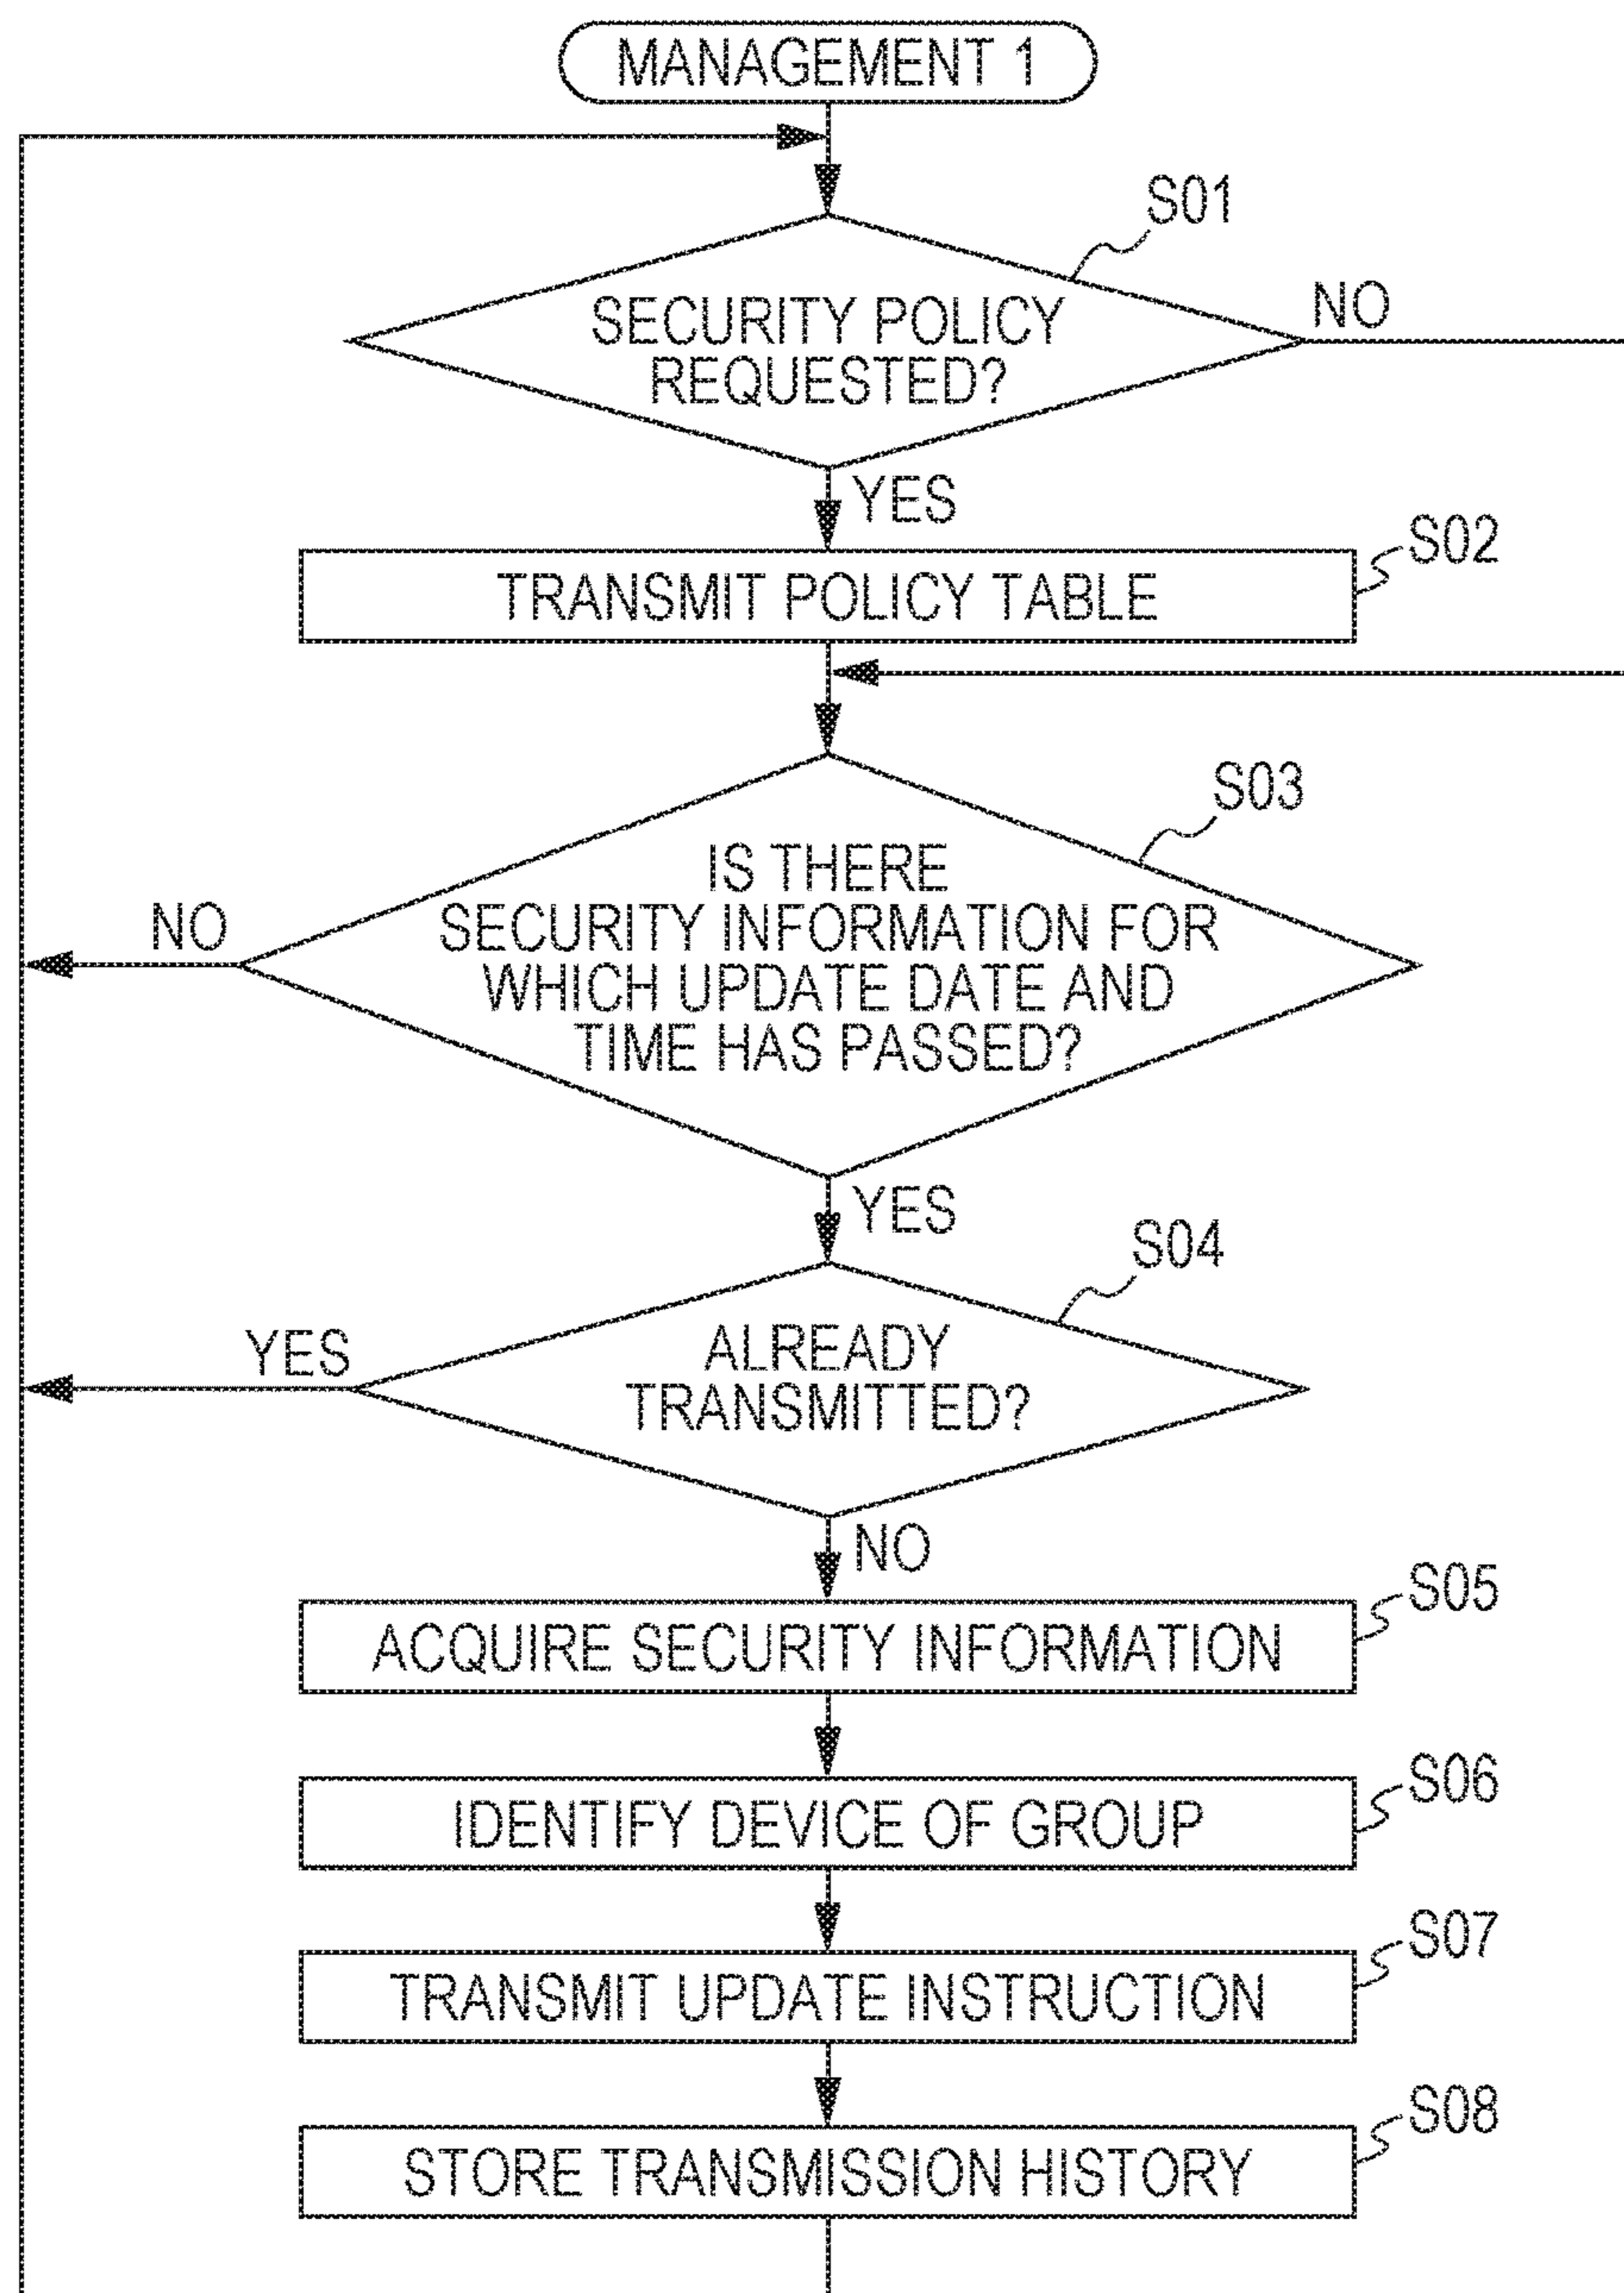 MANAGEMENT 1
S01
SECURITY POLICY
REQUESTED?
NO
YES
S02
TRANSMIT POLICY TABLE
S03
IS THERE
SECURITY INFORMATION FOR
WHICH UPDATE DATE AND
TIME HAS PASSED?
NO
YES
S04
ALREADY
TRANSMITTED?
YES
NO
S05
ACQUIRE SECURITY INFORMATION
S06
IDENTIFY DEVICE OF GROUP
S07
TRANSMIT UPDATE INSTRUCTION
S08
STORE TRANSMISSION HISTORY